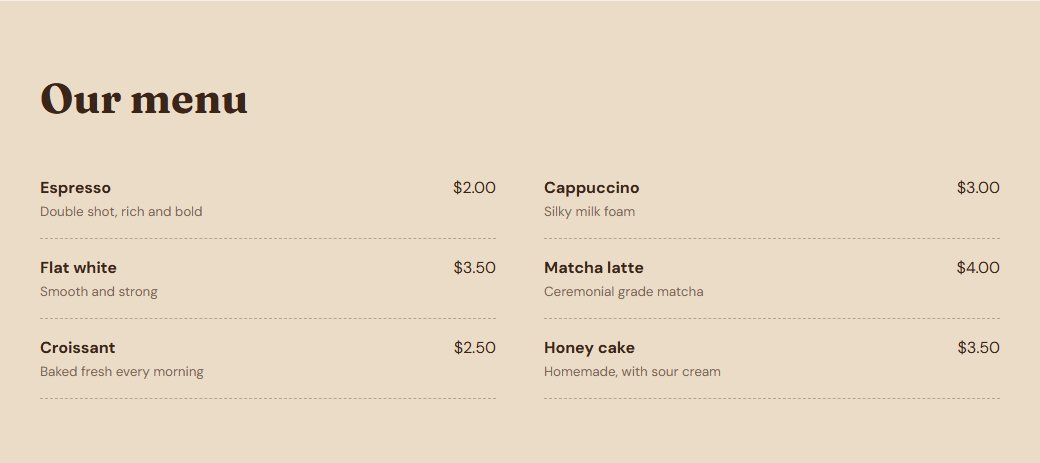 Our menu
Espresso $2.00
Double shot, rich and bold
Cappuccino $3.00
Silky milk foam
Flat white $3.50
Smooth and strong
Matcha latte $4.00
Ceremonial grade matcha
Croissant $2.50
Baked fresh every morning
Honey cake $3.50
Homemade, with sour cream